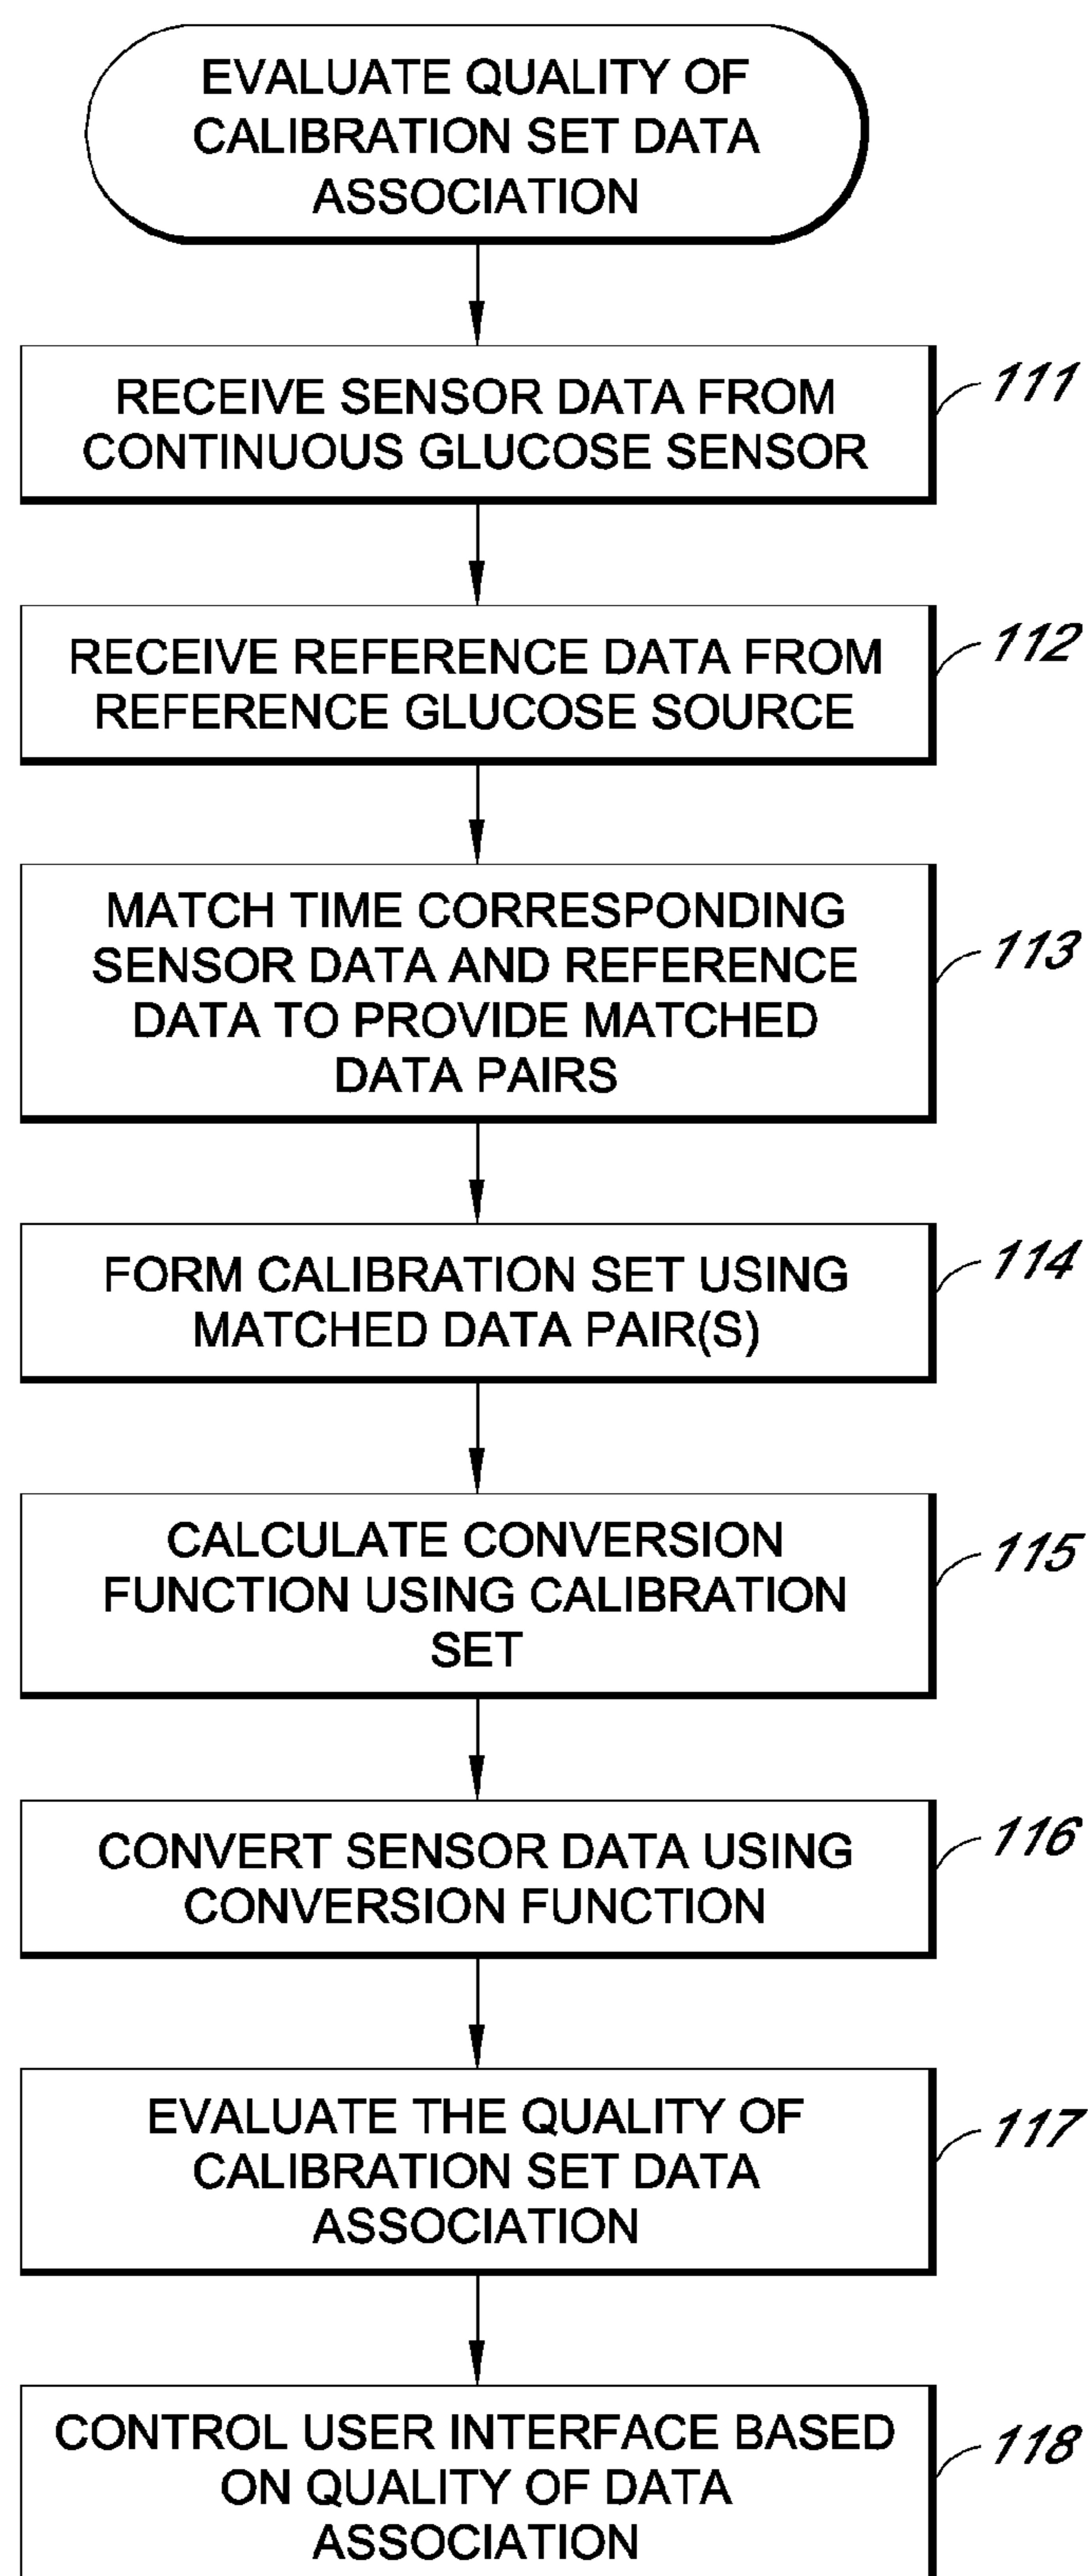 EVALUATE QUALITY OF
CALIBRATION SET DATA
ASSOCIATION
RECEIVE SENSOR DATA FROM
CONTINUOUS GLUCOSE SENSOR
111
RECEIVE REFERENCE DATA FROM
REFERENCE GLUCOSE SOURCE
112
MATCH TIME CORRESPONDING
SENSOR DATA AND REFERENCE
DATA TO PROVIDE MATCHED
DATA PAIRS
113
FORM CALIBRATION SET USING
MATCHED DATA PAIR(S)
114
CALCULATE CONVERSION
FUNCTION USING CALIBRATION
SET
115
CONVERT SENSOR DATA USING
CONVERSION FUNCTION
116
EVALUATE THE QUALITY OF
CALIBRATION SET DATA
ASSOCIATION
117
CONTROL USER INTERFACE BASED
ON QUALITY OF DATA
ASSOCIATION
118